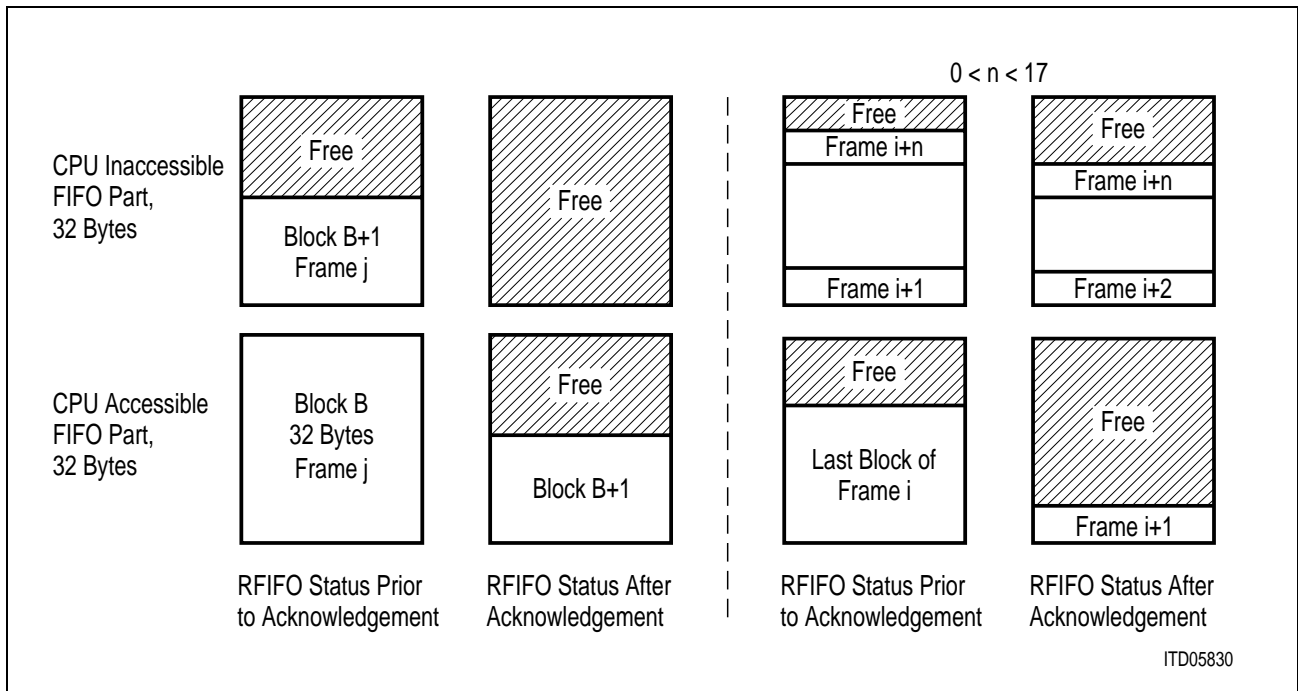 0 < n < 17
CPU Inaccessible
FIFO Part,
32 Bytes
Free
Block B+1
Frame j
Free
Free
Frame i+n
Frame i+1
Free
Frame i+n
Frame i+2
CPU Accessible
FIFO Part,
32 Bytes
Block B
32 Bytes
Frame j
Free
Block B+1
Free
Last Block of
Frame i
Free
Frame i+1
RFIFO Status Prior
to Acknowledgement
RFIFO Status After
Acknowledgement
RFIFO Status Prior
to Acknowledgement
RFIFO Status After
Acknowledgement
ITD05830